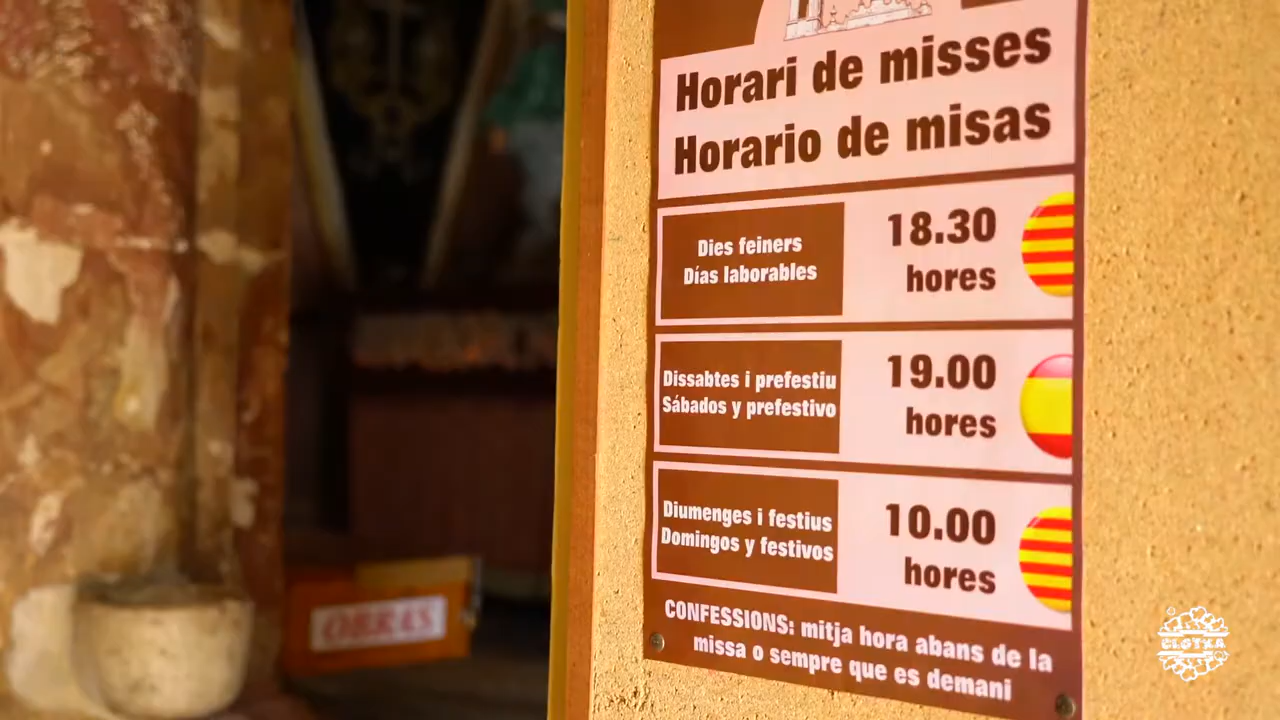 Horari de misses
Horario de misas
Dies feiners
Días laborables
18.30
hores
Dissabtes i prefestiu
Sábados y prefestivo
19.00
hores
Diumenges i festius
Domingos y festivos
10.00
hores
CONFESSIONS: mitja hora abans de la
missa o sempre que es demani
OBRAS
CLOTXA